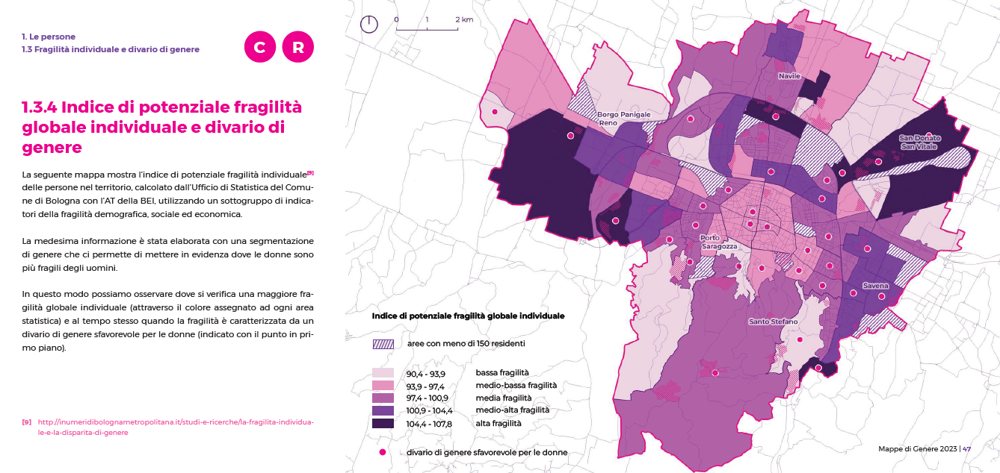 1. Le persone
1.3 Fragilità individuale e divario di genere
C R
1.3.4 Indice di potenziale fragilità
globale individuale e divario di
genere
La seguente mappa mostra l'indice di potenziale fragilità individuale[9]
delle persone nel territorio, calcolato dall'Ufficio di Statistica del Comu-
ne di Bologna con l'AT della BEI, utilizzando un sottogruppo di indica-
tori della fragilità demografica, sociale ed economica.
La medesima informazione è stata elaborata con una segmentazione
di genere che ci permette di mettere in evidenza dove le donne sono
più fragili degli uomini.
In questo modo possiamo osservare dove si verifica una maggiore fra-
gilità globale individuale (attraverso il colore assegnato ad ogni area
statistica) e al tempo stesso quando la fragilità è caratterizzata da un
divario di genere sfavorevole per le donne (indicato con il punto in pri-
mo piano).
[9] http://inumeridibolognametropolitana.it/studi-e-ricerche/la-fragilita-individua-
le-e-la-disparita-di-genere
0 1 2 km
Navile
Borgo Panigale
Reno
San Donato
San Vitale
Porto
Saragozza
Savena
Santo Stefano
Indice di potenziale fragilità globale individuale
aree con meno di 150 residenti
90,4 - 93,9 bassa fragilità
93,9 - 97,4 medio-bassa fragilità
97,4 - 100,9 media fragilità
100,9 - 104,4 medio-alta fragilità
104,4 - 107,8 alta fragilità
divario di genere sfavorevole per le donne
Mappe di Genere 2023 | 47